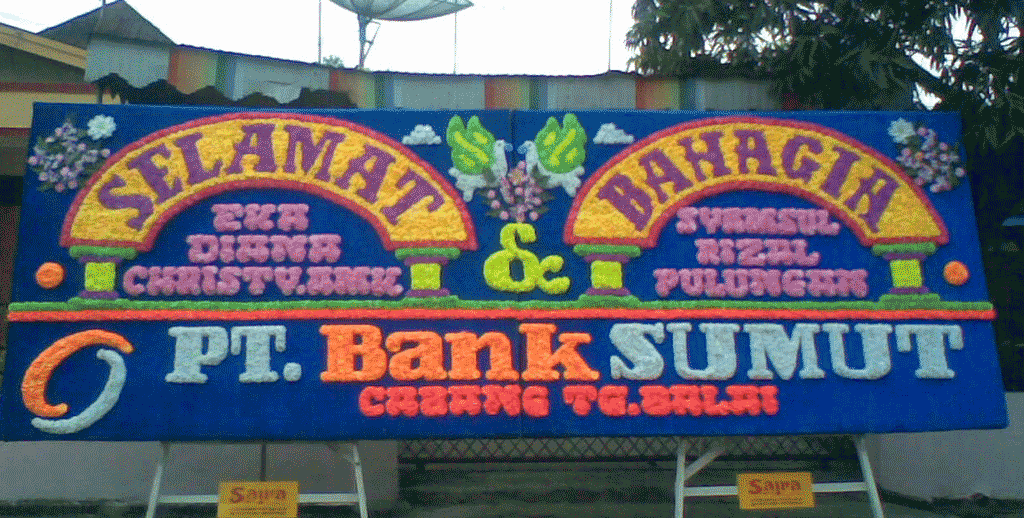 SELAMAT
BAHAGIA
EKA
DIANA
CHRISTY.AMK
&
SYAMSUL
RIZAL
PULUNGAN
PT. Bank SUMUT
CABANG TG.BALAI
Sajra
Sajra